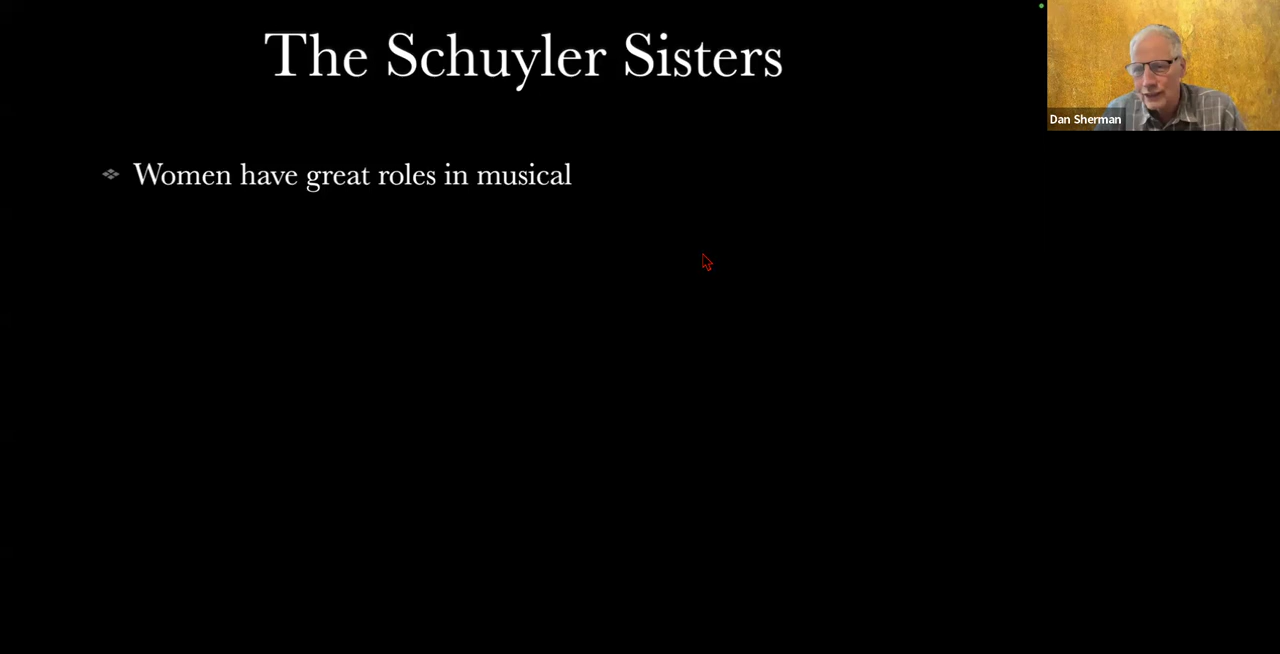 The Schuyler Sisters
Dan Sherman
Women have great roles in musical